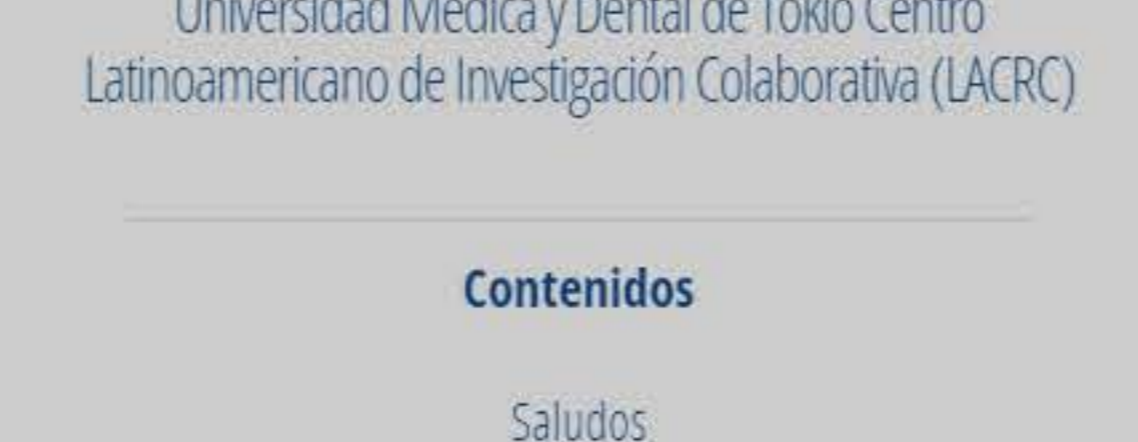 Universidad Médica y Dental de Tokio Centro
Latinoamericano de Investigación Colaborativa (LACRC)
Contenidos
Saludos